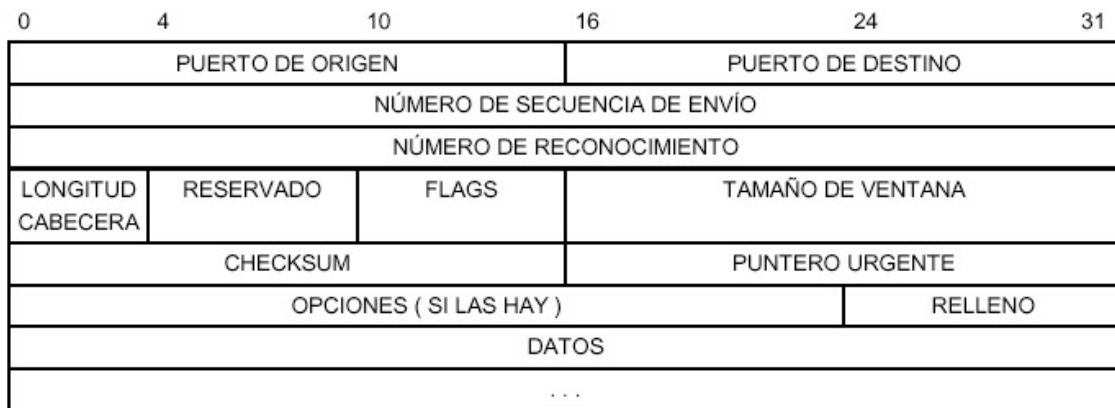 0 4 10 16 24 31
PUERTO DE ORIGEN PUERTO DE DESTINO
NÚMERO DE SECUENCIA DE ENVÍO
NÚMERO DE RECONOCIMIENTO
LONGITUD RESERVADO FLAGS TAMAÑO DE VENTANA
CABECERA
CHECKSUM PUNTERO URGENTE
OPCIONES ( SI LAS HAY ) RELLENO
DATOS
. . .